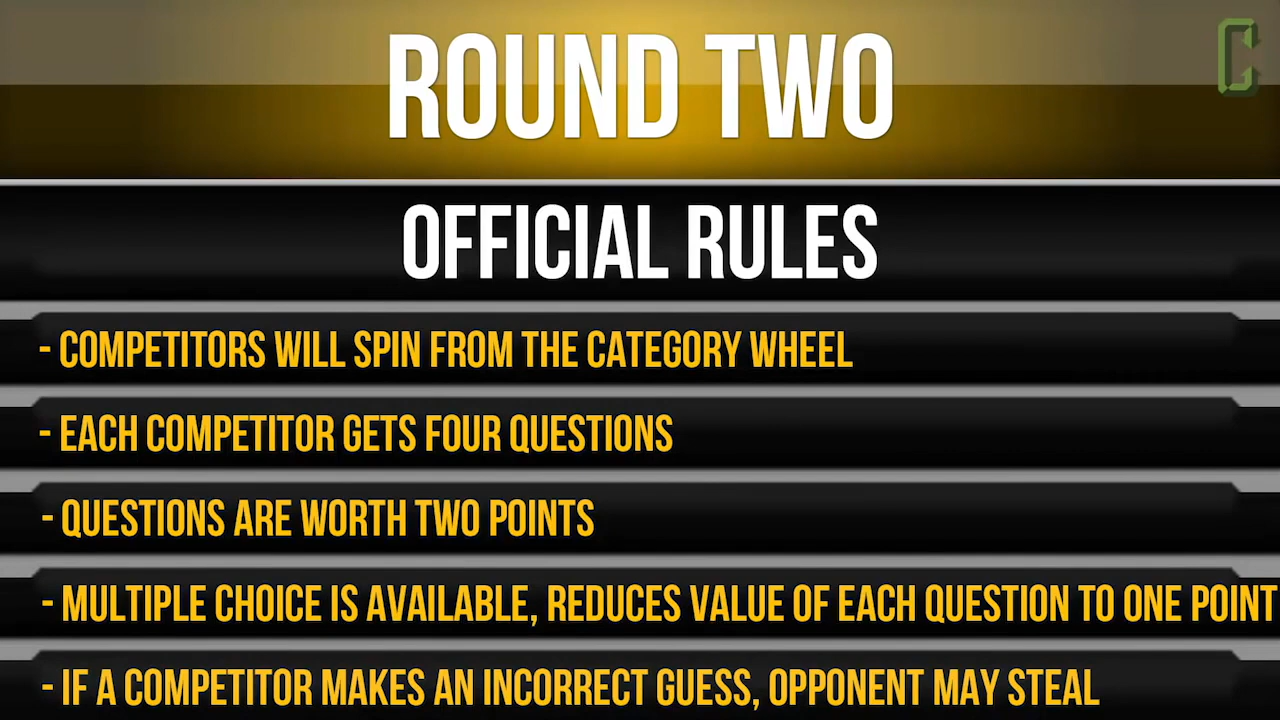 ROUND TWO
OFFICIAL RULES
- COMPETITORS WILL SPIN FROM THE CATEGORY WHEEL
- EACH COMPETITOR GETS FOUR QUESTIONS
- QUESTIONS ARE WORTH TWO POINTS
- MULTIPLE CHOICE IS AVAILABLE, REDUCES VALUE OF EACH QUESTION TO ONE POINT
- IF A COMPETITOR MAKES AN INCORRECT GUESS, OPPONENT MAY STEAL